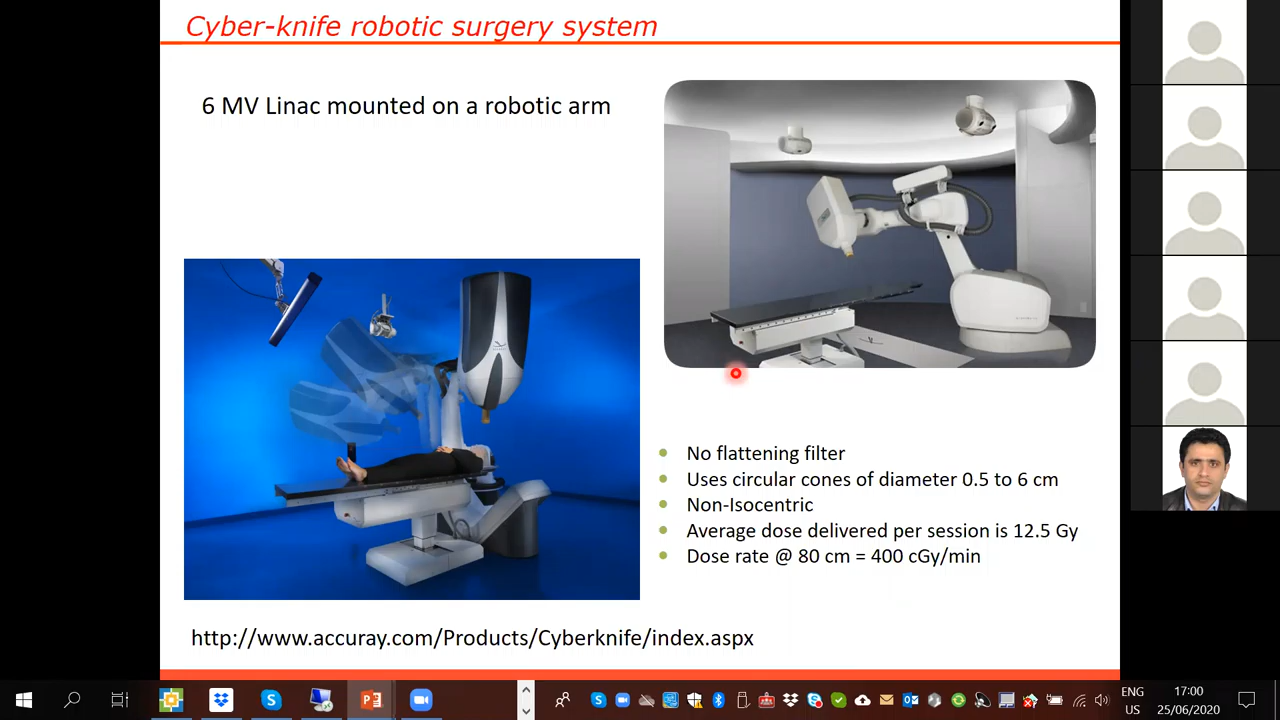 Cyber-knife robotic surgery system
6 MV Linac mounted on a robotic arm
No flattening filter
Uses circular cones of diameter 0.5 to 6 cm
Non-Isocentric
Average dose delivered per session is 12.5 Gy
Dose rate @ 80 cm = 400 cGy/min
http://www.accuray.com/Products/Cyberknife/index.aspx
ENG
US
17:00
25/06/2020